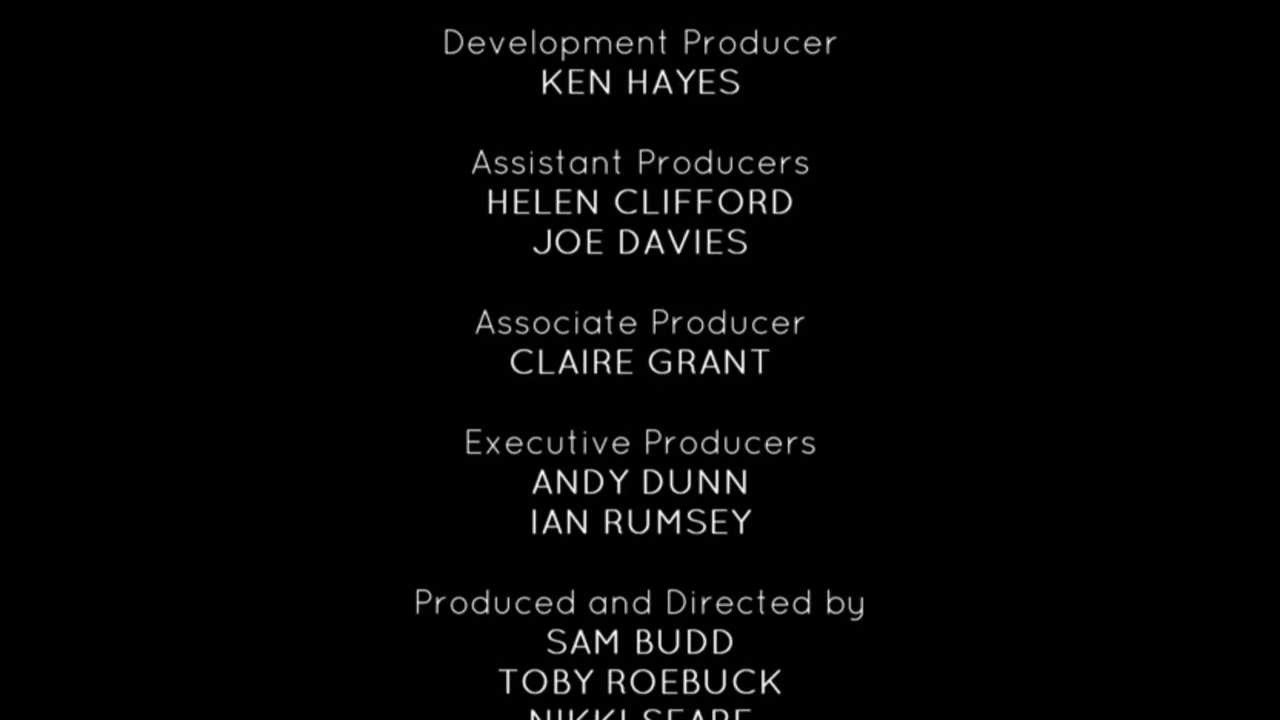 Development Producer
KEN HAYES
Assistant Producers
HELEN CLIFFORD
JOE DAVIES
Associate Producer
CLAIRE GRANT
Executive Producers
ANDY DUNN
IAN RUMSEY
Produced and Directed by
SAM BUDD
TOBY ROEBUCK
NIKKI